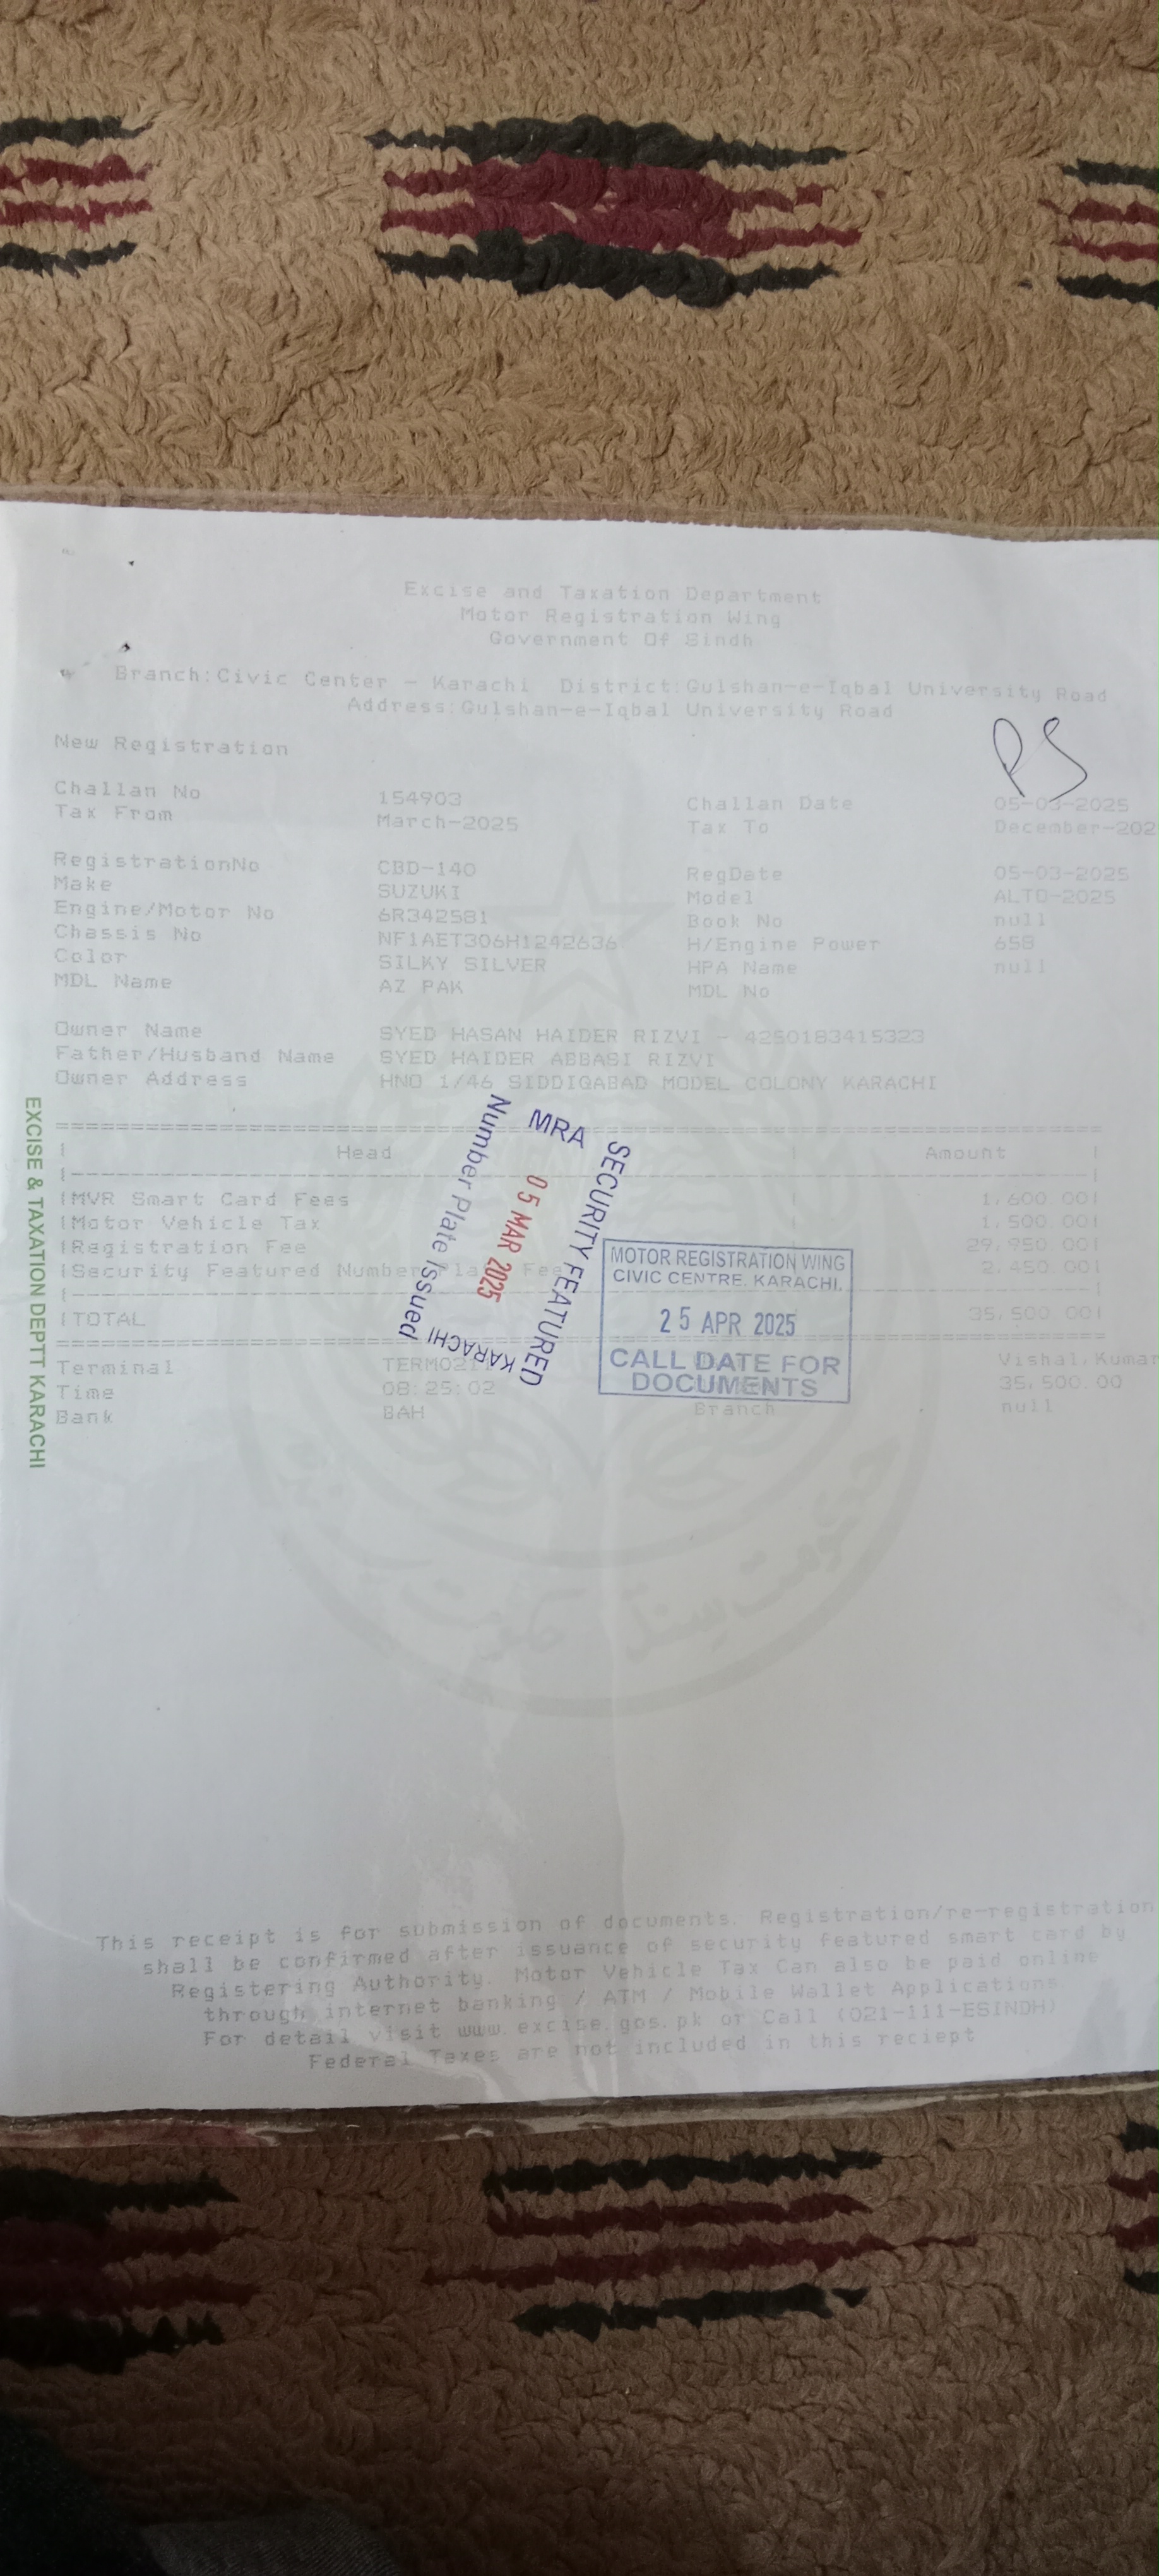 Excise and Taxation Department
Motor Registration Wing
Government Of Sindh
Branch:Civic Center - Karachi District:Gulshan-e-Iqbal University Road
Address:Gulshan-e-Iqbal University Road
New Registration
Challan No 154903 Challan Date 05-03-2025
Tax From March-2025 Tax To December-202
RegistrationNo CBD-140 RegDate 05-03-2025
Make SUZUKI Model ALTO-2025
Engine/Motor No 6R342581 Book No null
Chassis No NF1AET306H1242636 H/Engine Power 658
Color SILKY SILVER HPA Name null
MDL Name AZ PAK MDL No
Owner Name SYED HASAN HAIDER RIZVI - 4250183415323
Father/Husband Name SYED HAIDER ABBASI RIZVI
Owner Address HNO 1/46 SIDDIQABAD MODEL COLONY KARACHI
Head Amount
MVR Smart Card Fees 1,600.00
Motor Vehicle Tax 1,500.00
Registration Fee 29,950.00
Security Featured Number Plate Fee 2,450.00
TOTAL 35,500.00
Terminal Vishal.Kumar
Time 08:25:02 35,500.00
Bank BAH Branch null
MRA
SECURITY FEATURED
05 MAR 2025
Number Plate Issued
KARACHI
MOTOR REGISTRATION WING
CIVIC CENTRE, KARACHI.
25 APR 2025
CALL DATE FOR
DOCUMENTS
EXCISE & TAXATION DEPTT KARACHI
حکومت سنڌ
This receipt is for submission of documents. Registration/re-registration
shall be confirmed after issuance of security featured smart card by
Registering Authority. Motor Vehicle Tax Can also be paid online
through internet banking / ATM / Mobile Wallet Applications
For detail visit www.excise.gos.pk or Call (021-111-ESINDH)
Federal Taxes are not included in this reciept